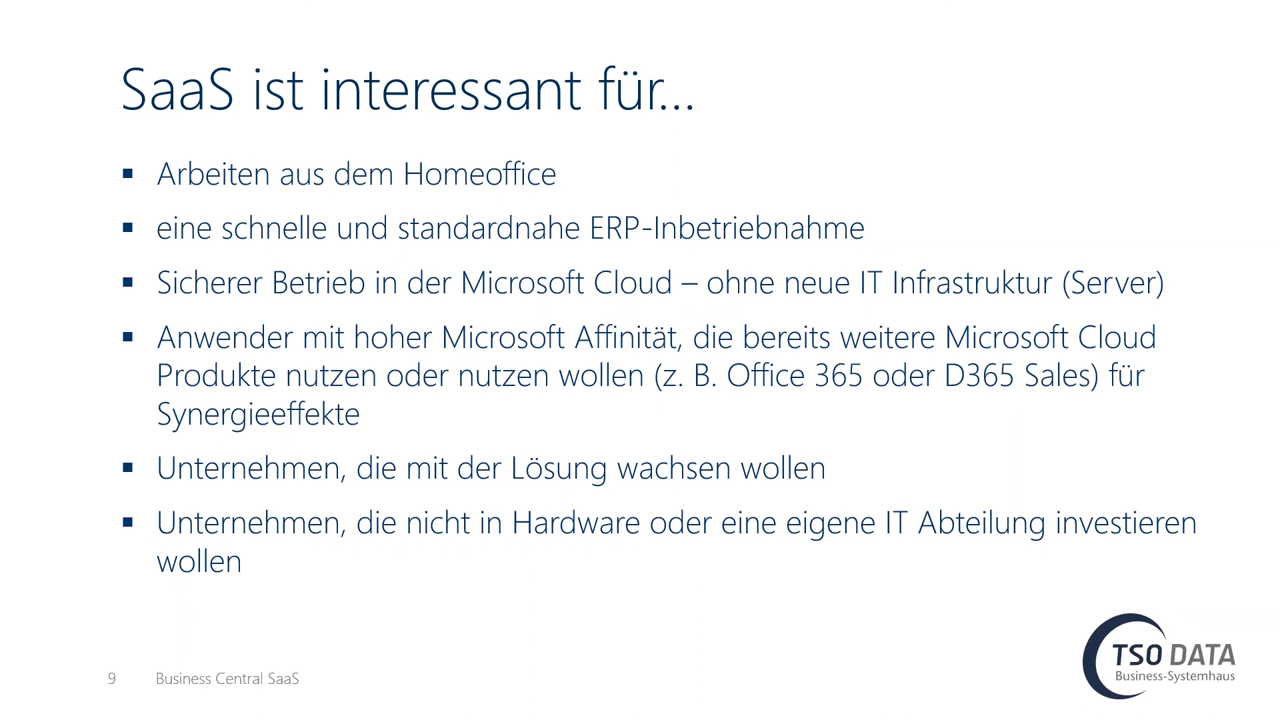 SaaS ist interessant für...
▪ Arbeiten aus dem Homeoffice
▪ eine schnelle und standardnahe ERP-Inbetriebnahme
▪ Sicherer Betrieb in der Microsoft Cloud – ohne neue IT Infrastruktur (Server)
▪ Anwender mit hoher Microsoft Affinität, die bereits weitere Microsoft Cloud
Produkte nutzen oder nutzen wollen (z. B. Office 365 oder D365 Sales) für
Synergieeffekte
▪ Unternehmen, die mit der Lösung wachsen wollen
▪ Unternehmen, die nicht in Hardware oder eine eigene IT Abteilung investieren
wollen
9 Business Central SaaS
TSO DATA
Business-Systemhaus